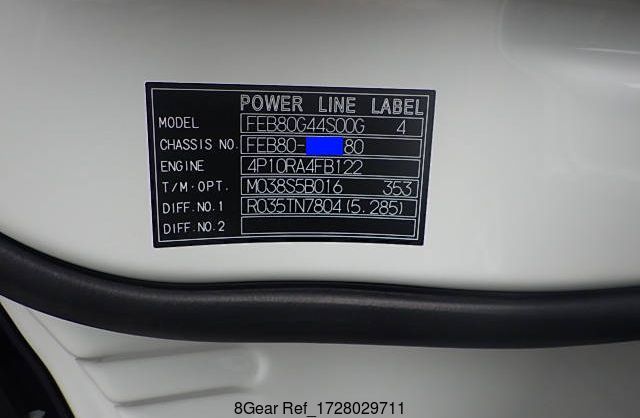 POWER LINE LABEL
MODEL FEB80G44S00G 4
CHASSIS NO. FEB80- 80
ENGINE 4P10RA4FB122
T/M·OPT. M038S5B016 353
DIFF.NO.1 R035TN7804(5.285)
DIFF.NO.2
8Gear Ref_1728029711